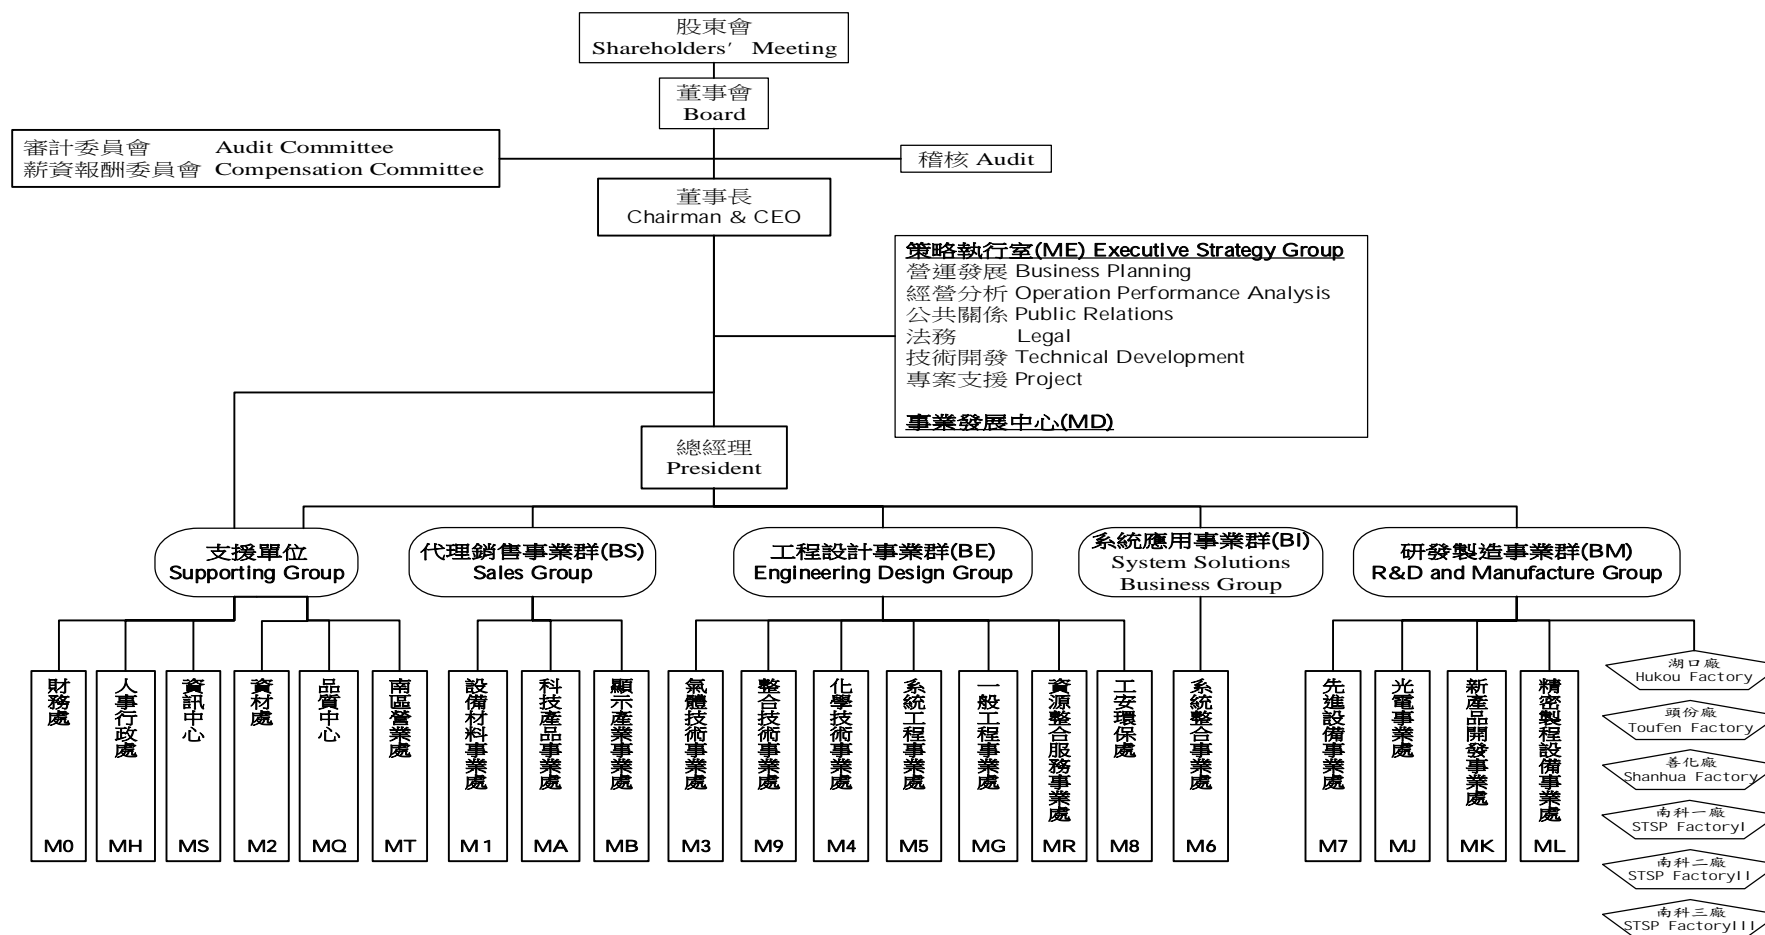 股東會
Shareholders' Meeting
董事會
Board
審計委員會 Audit Committee
薪資報酬委員會 Compensation Committee
稽核 Audit
董事長
Chairman & CEO
策略執行室(ME) Executive Strategy Group
營運發展 Business Planning
經營分析 Operation Performance Analysis
公共關係 Public Relations
法務 Legal
技術開發 Technical Development
專案支援 Project
事業發展中心(MD)
總經理
President
支援單位
Supporting Group
代理銷售事業群(BS)
Sales Group
工程設計事業群(BE)
Engineering Design Group
系統應用事業群(BI)
System Solutions
Business Group
研發製造事業群(BM)
R&D and Manufacture Group
財務處
M0
人事行政處
MH
資訊中心
MS
資材處
M2
品質中心
MQ
南區營業處
MT
設備材料事業處
M1
科技產品事業處
MA
顯示產業事業處
MB
氣體技術事業處
M3
整合技術事業處
M9
化學技術事業處
M4
系統工程事業處
M5
一般工程事業處
MG
資源整合服務事業處
MR
工安環保處
M8
系統整合事業處
M6
先進設備事業處
M7
光電事業處
MJ
新產品開發事業處
MK
精密製程設備事業處
ML
湖口廠
Hukou Factory
頭份廠
Toufen Factory
善化廠
Shanhua Factory
南科一廠
STSP FactoryI
南科二廠
STSP FactoryII
南科三廠
STSP FactoryIII